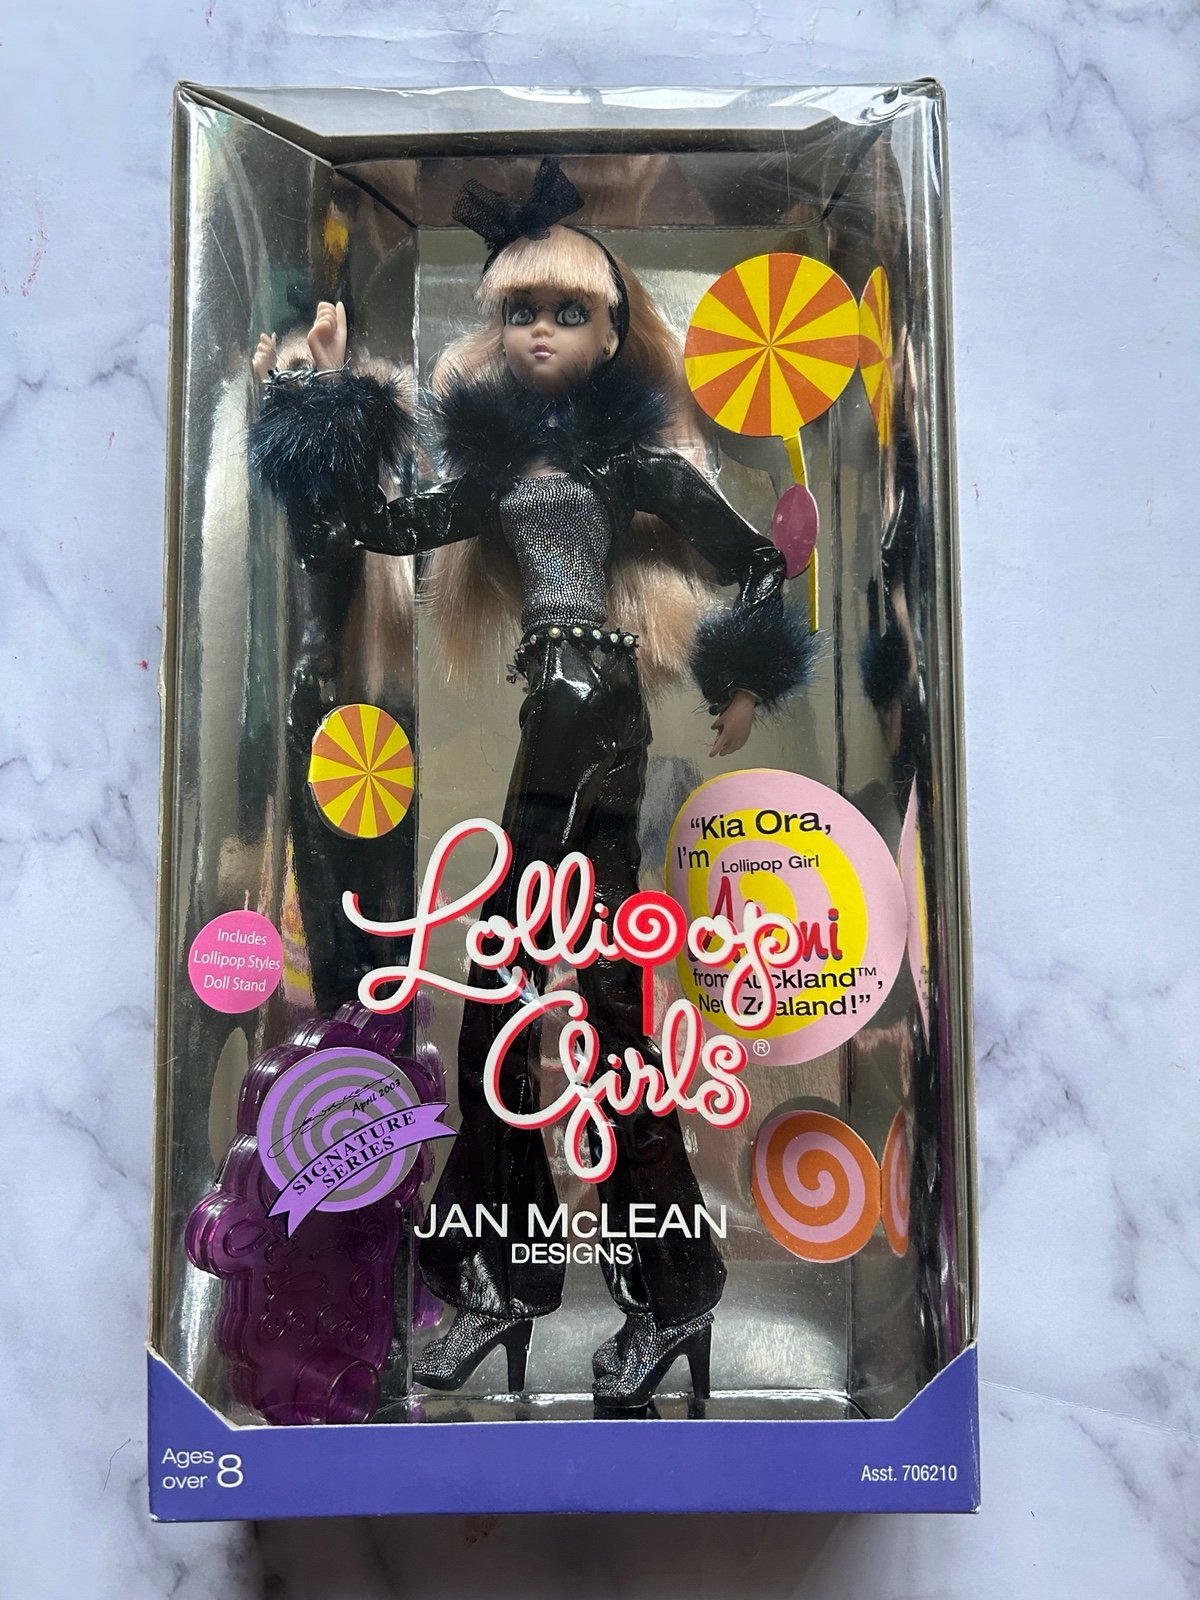 "Kia Ora,
I'm Lollipop Girl
from Auckland™,
New Zealand!"
Lollipop
Girls®
Includes
Lollipop Styles
Doll Stand
April 2003
SIGNATURE
SERIES
JAN McLEAN
DESIGNS
Ages
over 8
Asst. 706210